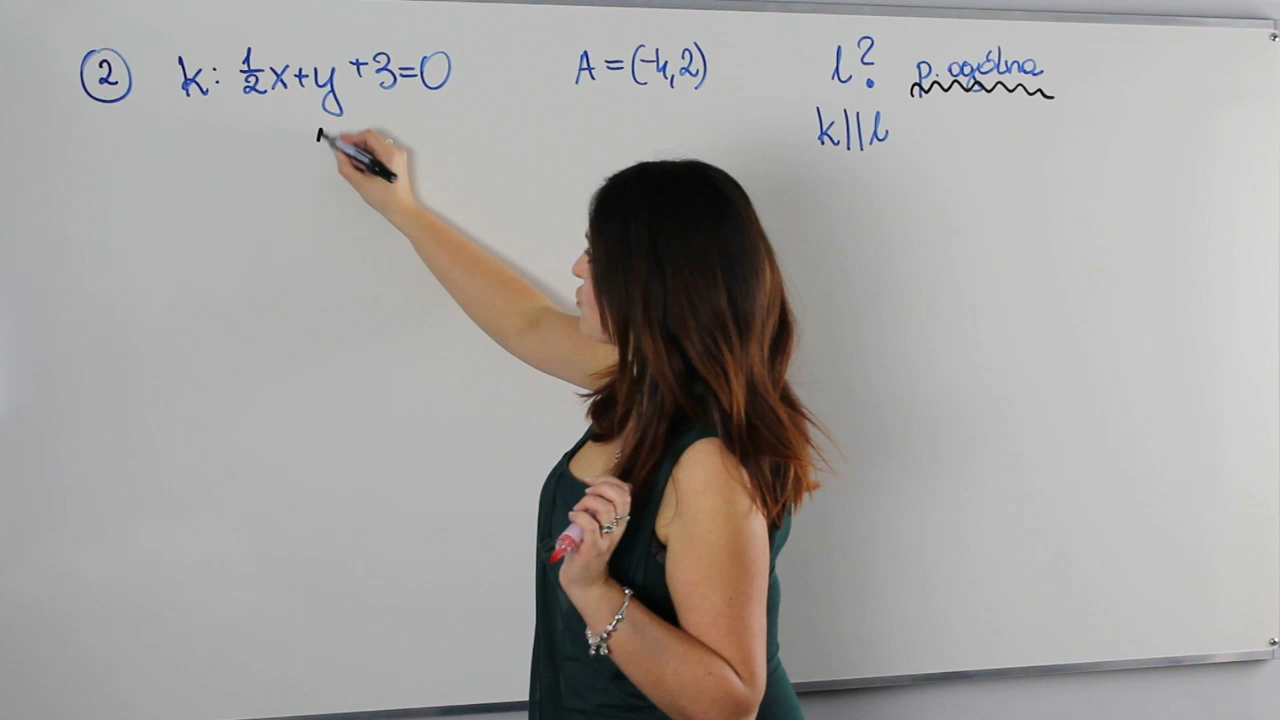 ② k: ½x+y+3=0 A=(-4,2) l? p. ogólna
k||l